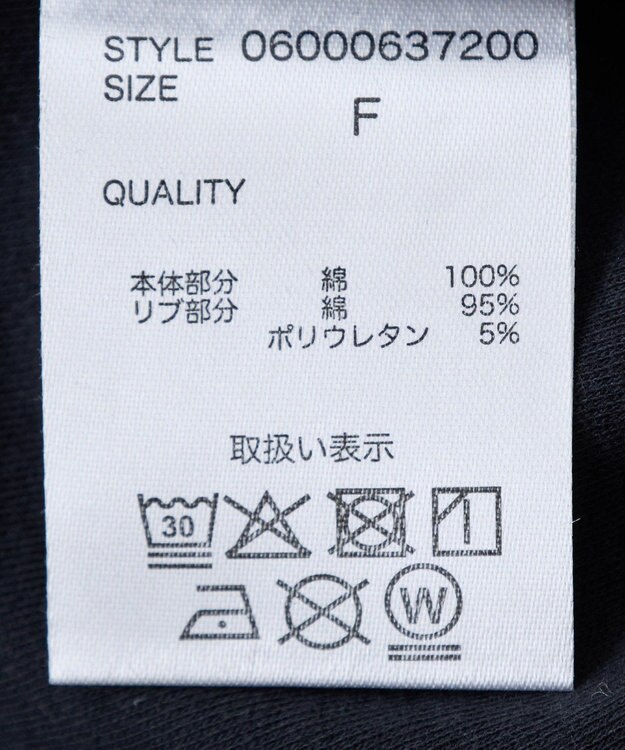 STYLE 06000637200
SIZE
F
QUALITY
本体部分 綿 100%
リブ部分 綿 95%
ポリウレタン 5%
取扱い表示
30
W